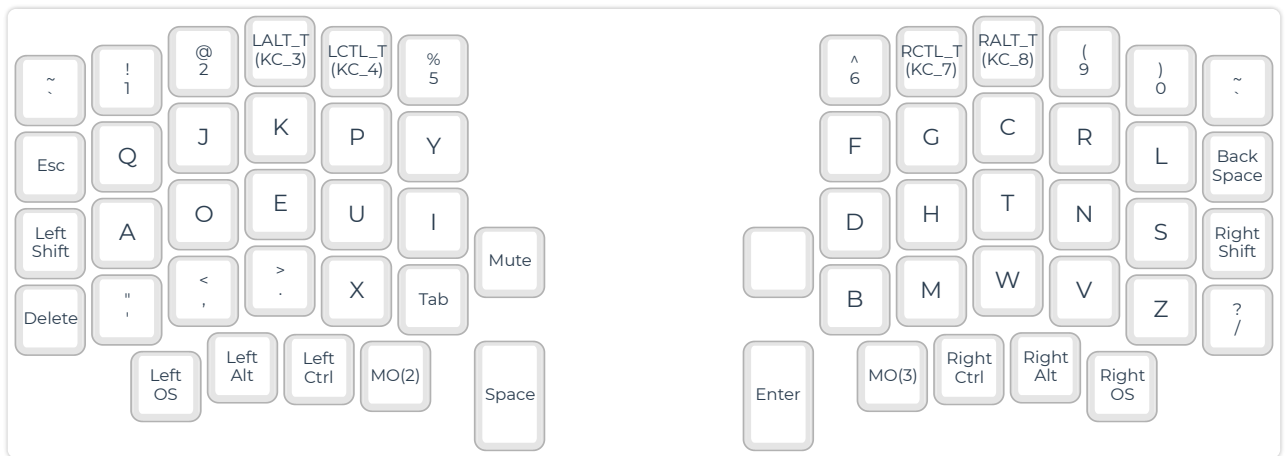 ~
`
!
1
@
2
LALT_T
(KC_3)
LCTL_T
(KC_4)
%
5
^
6
RCTL_T
(KC_7)
RALT_T
(KC_8)
(
9
)
0
~
`
Esc
Q
J
K
P
Y
F
G
C
R
L
Back
Space
Left
Shift
A
O
E
U
I
Mute
D
H
T
N
S
Right
Shift
Delete
"
'
<
,
>
.
X
Tab
B
M
W
V
Z
?
/
Left
OS
Left
Alt
Left
Ctrl
MO(2)
Space
Enter
MO(3)
Right
Ctrl
Right
Alt
Right
OS